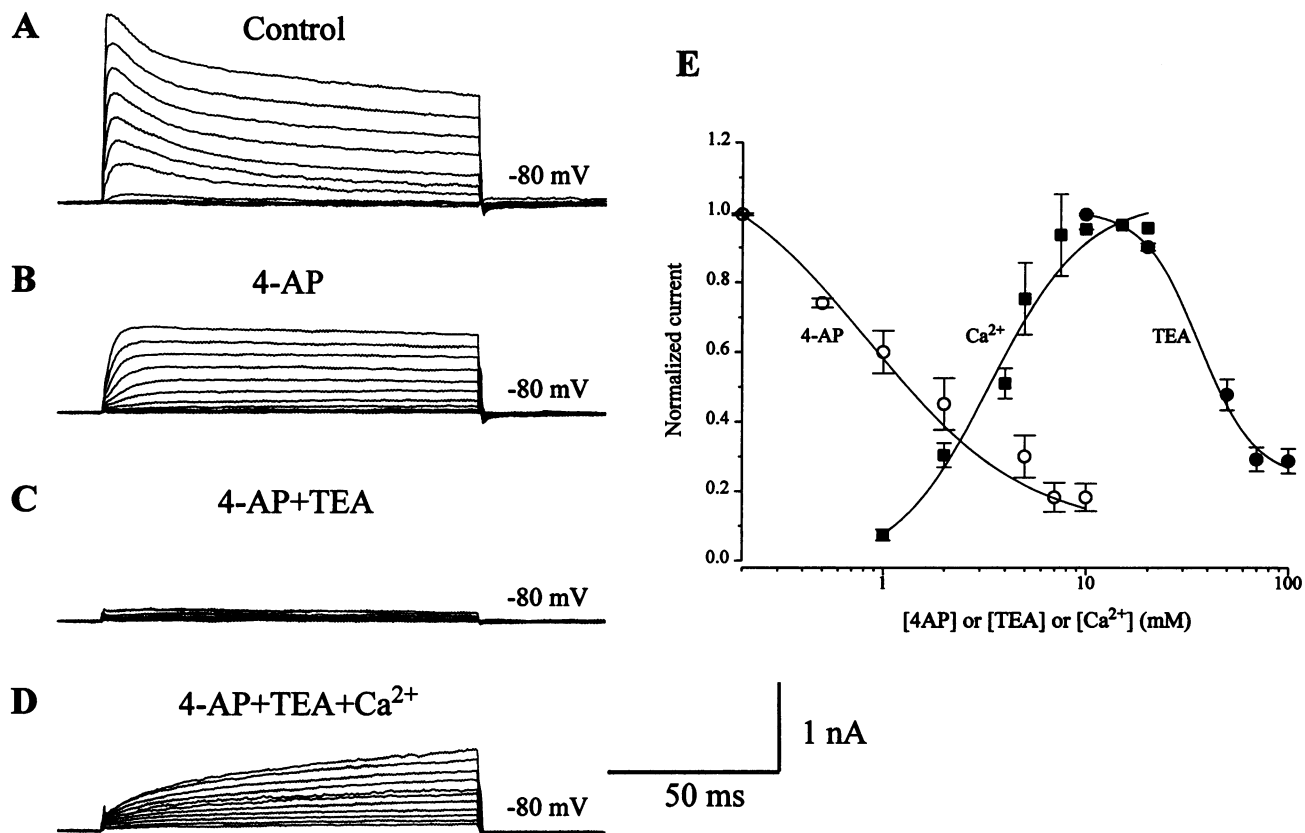 A
Control
-80 mV
B
4-AP
-80 mV
C
4-AP+TEA
-80 mV
D
4-AP+TEA+Ca²⁺
-80 mV
1 nA
50 ms
E
1.2
1.0
0.8
0.6
0.4
0.2
0.0
Normalized current
4-AP
Ca²⁺
TEA
1
10
100
[4AP] or [TEA] or [Ca²⁺] (mM)